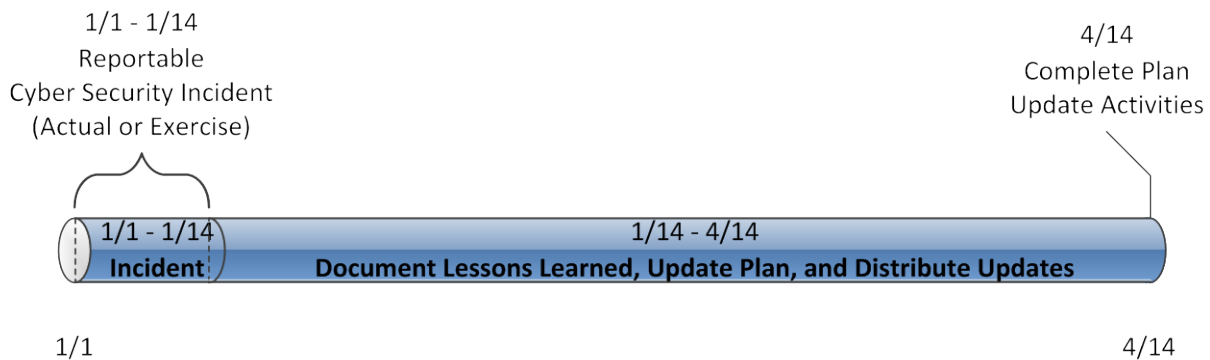 1/1 - 1/14
Reportable
Cyber Security Incident
(Actual or Exercise)
4/14
Complete Plan
Update Activities
1/1 - 1/14
Incident
1/14 - 4/14
Document Lessons Learned, Update Plan, and Distribute Updates
1/1
4/14